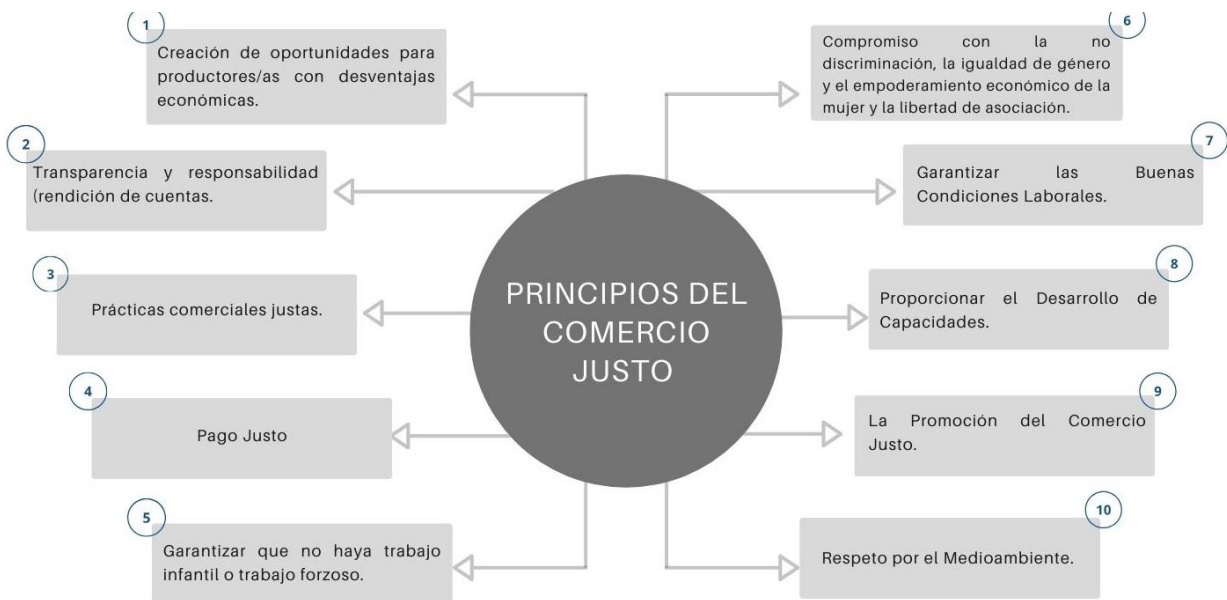 1
Creación de oportunidades para
productores/as con desventajas
económicas.
2
Transparencia y responsabilidad
(rendición de cuentas.
3
Prácticas comerciales justas.
4
Pago Justo
5
Garantizar que no haya trabajo
infantil o trabajo forzoso.
PRINCIPIOS DEL
COMERCIO
JUSTO
6
Compromiso con la no
discriminación, la igualdad de género
y el empoderamiento económico de la
mujer y la libertad de asociación.
7
Garantizar las Buenas
Condiciones Laborales.
8
Proporcionar el Desarrollo de
Capacidades.
9
La Promoción del Comercio
Justo.
10
Respeto por el Medioambiente.